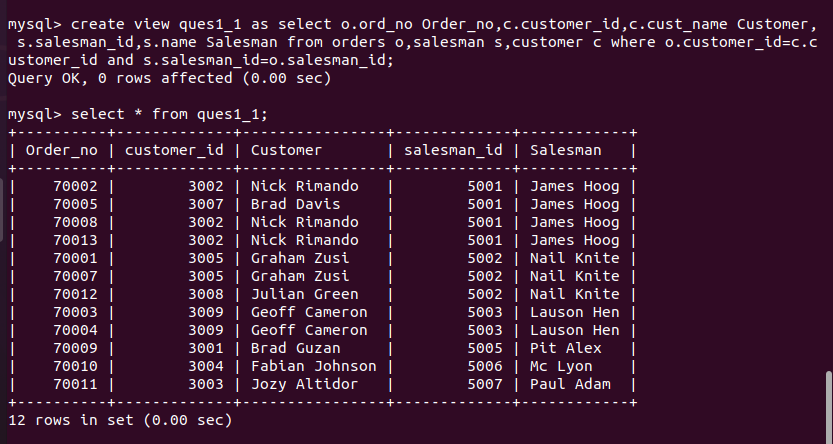 mysql> create view ques1_1 as select o.ord_no Order_no,c.customer_id,c.cust_name Customer,
 s.salesman_id,s.name Salesman from orders o,salesman s,customer c where o.customer_id=c.c
ustomer_id and s.salesman_id=o.salesman_id;
Query OK, 0 rows affected (0.00 sec)

mysql> select * from ques1_1;
+----------+-------------+----------------+-------------+------------+
| Order_no | customer_id | Customer       | salesman_id | Salesman   |
+----------+-------------+----------------+-------------+------------+
|    70002 |        3002 | Nick Rimando   |        5001 | James Hoog |
|    70005 |        3007 | Brad Davis     |        5001 | James Hoog |
|    70008 |        3002 | Nick Rimando   |        5001 | James Hoog |
|    70013 |        3002 | Nick Rimando   |        5001 | James Hoog |
|    70001 |        3005 | Graham Zusi    |        5002 | Nail Knite |
|    70007 |        3005 | Graham Zusi    |        5002 | Nail Knite |
|    70012 |        3008 | Julian Green   |        5002 | Nail Knite |
|    70003 |        3009 | Geoff Cameron  |        5003 | Lauson Hen |
|    70004 |        3009 | Geoff Cameron  |        5003 | Lauson Hen |
|    70009 |        3001 | Brad Guzan     |        5005 | Pit Alex   |
|    70010 |        3004 | Fabian Johnson |        5006 | Mc Lyon    |
|    70011 |        3003 | Jozy Altidor   |        5007 | Paul Adam  |
+----------+-------------+----------------+-------------+------------+
12 rows in set (0.00 sec)